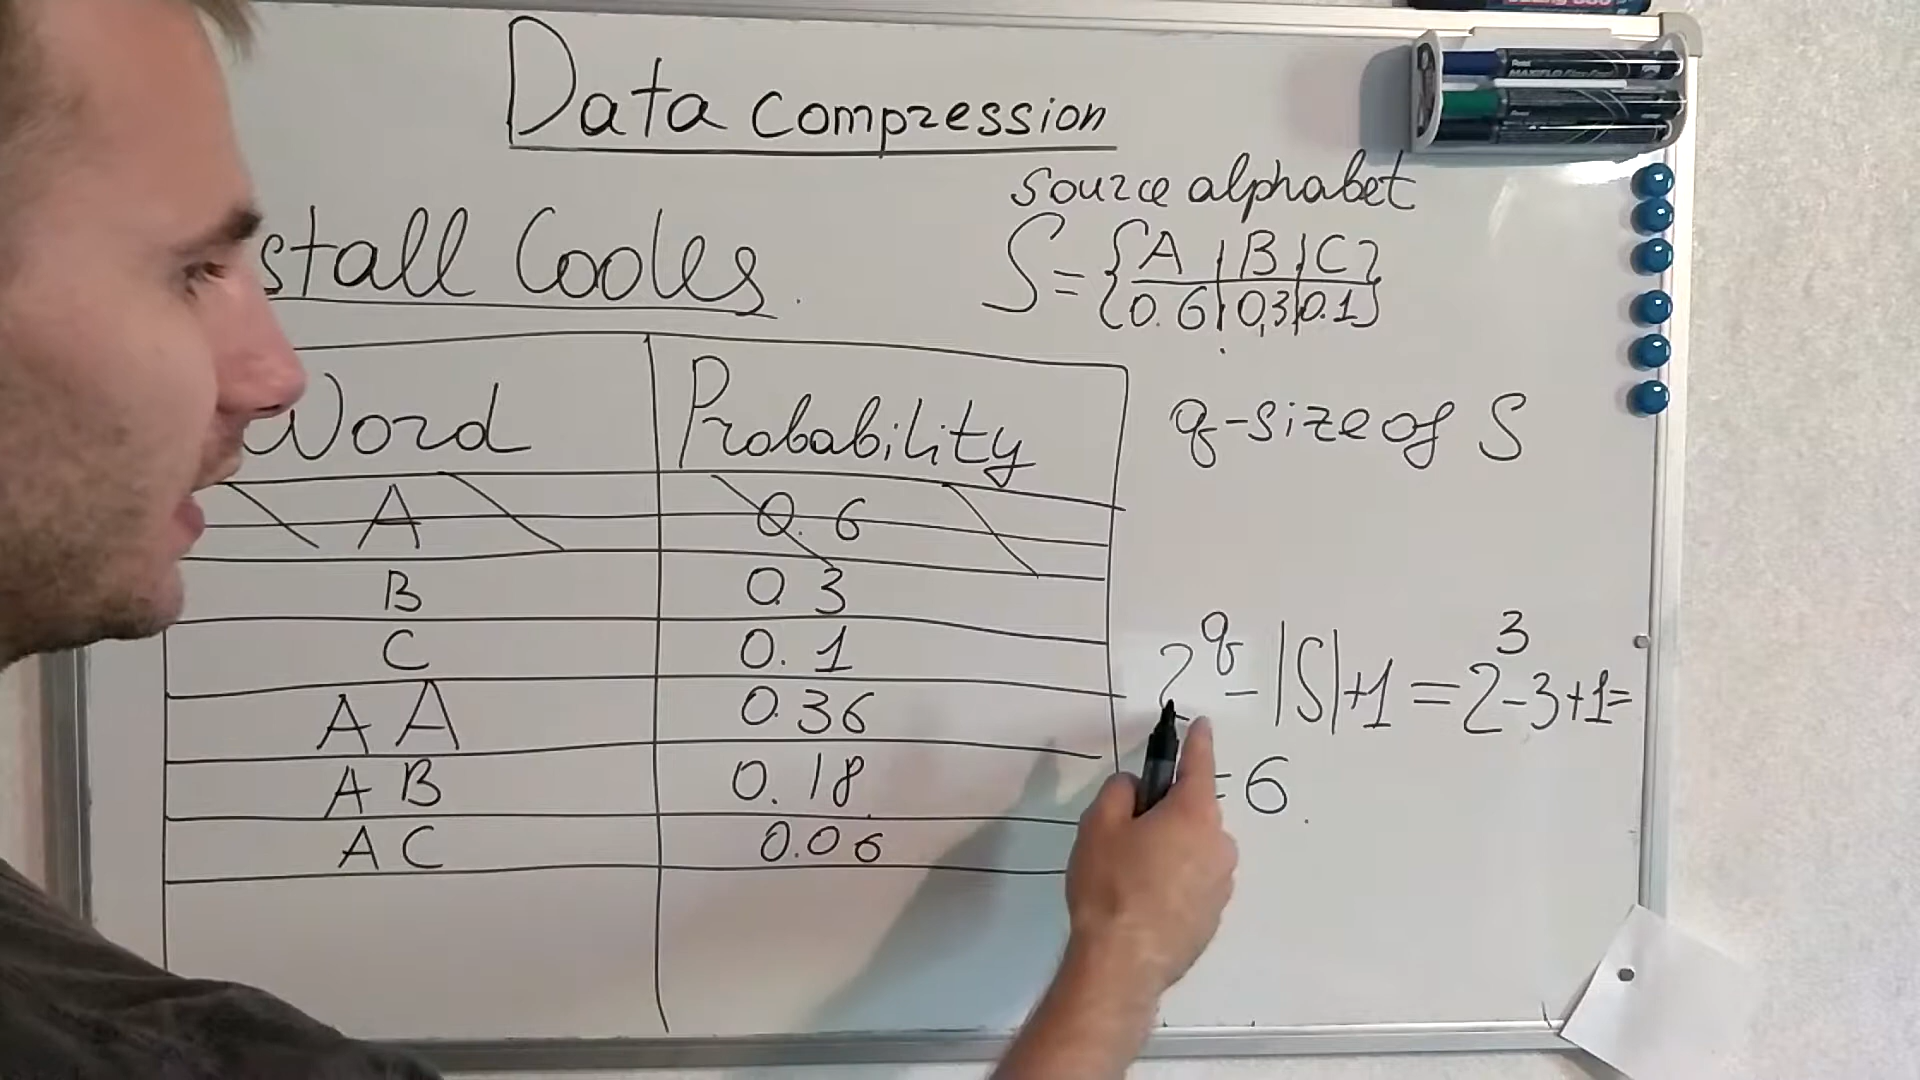 Data compression
source alphabet
stall Codes
S = {A | B | C}
{0.6 | 0,3 | 0.1}
Word Probability
q-size of S
A 0.6
B 0.3
C 0.1
AA 0.36
AB 0.18
AC 0.06
2^q - |S| + 1 = 2^3 - 3 + 1 =
= 6
Pentel
MAXIFLO